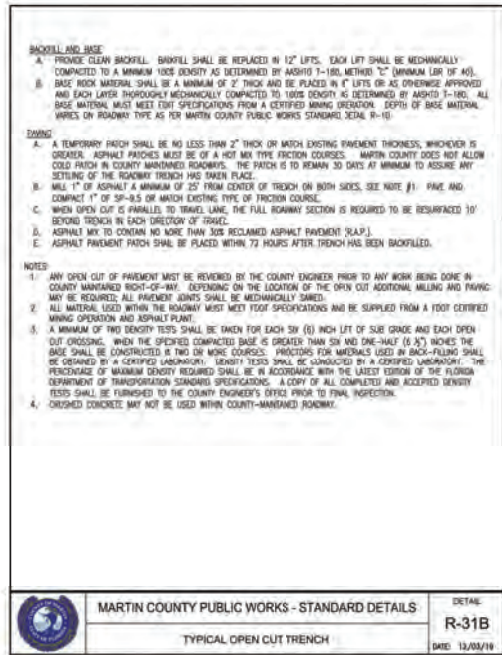 BACKFILL AND BASE
A. PROVIDE CLEAN BACKFILL. BACKFILL SHALL BE REPLACED IN 12" LIFTS. EACH LIFT SHALL BE MECHANICALLY
COMPACTED TO A MINIMUM 100% DENSITY AS DETERMINED BY AASHTO T-180, METHOD "C" (MINIMUM LBR OF 40).
B. BASE ROCK MATERIAL SHALL BE A MINIMUM OF 2' THICK AND BE PLACED IN LIFTS OR AS OTHERWISE APPROVED
AND EACH LAYER THOROUGHLY MECHANICALLY COMPACTED TO 100% DENSITY AS DETERMINED BY AASHTO T-180. ALL
BASE MATERIAL MUST MEET FDOT SPECIFICATIONS FROM A CERTIFIED MINING OPERATION. DEPTH OF BASE MATERIAL
VARIES ON ROADWAY TYPE AS PER MARTIN COUNTY PUBLIC WORKS STANDARD DETAIL R-10
PAVING
A. A TEMPORARY PATCH SHALL BE NO LESS THAN 2" THICK OR MATCH EXISTING PAVEMENT THICKNESS, WHICHEVER IS
GREATER. ASPHALT PATCHES MUST BE OF A HOT MIX TYPE FRICTION COURSES. MARTIN COUNTY DOES NOT ALLOW
COLD PATCH IN COUNTY MAINTAINED ROADWAYS. THE PATCH IS TO REMAIN 30 DAYS AT MINIMUM TO ASSURE ANY
SETTLING OF THE ROADWAY TRENCH HAS TAKEN PLACE.
B. MILL 1" OF ASPHALT A MINIMUM OF 25' FROM CENTER OF TRENCH ON BOTH SIDES, SEE NOTE #1. PAVE AND
COMPACT 1" OF SP-9.5 OR MATCH EXISTING TYPE OF FRICTION COURSE.
C. WHEN OPEN CUT IS PARALLEL TO TRAVEL LANE, THE FULL ROADWAY SECTION IS REQUIRED TO BE RESURFACED 10'
BEYOND TRENCH IN EACH DIRECTION OF TRAVEL.
D. ASPHALT MIX TO CONTAIN NO MORE THAN 30% RECLAIMED ASPHALT PAVEMENT (R.A.P.).
E. ASPHALT PAVEMENT PATCH SHALL BE PLACED WITHIN 72 HOURS AFTER TRENCH HAS BEEN BACKFILLED.
NOTES
1. ANY OPEN CUT OF PAVEMENT MUST BE REVIEWED BY THE COUNTY ENGINEER PRIOR TO ANY WORK BEING DONE IN
COUNTY MAINTAINED RIGHT-OF-WAY. DEPENDING ON THE LOCATION OF THE OPEN CUT ADDITIONAL MILLING AND PAVING
MAY BE REQUIRED; ALL PAVEMENT JOINTS SHALL BE MECHANICALLY SAWED.
2. ALL MATERIAL USED WITHIN THE ROADWAY MUST MEET FDOT SPECIFICATIONS AND BE SUPPLIED FROM A FDOT CERTIFIED
MINING OPERATION AND ASPHALT PLANT.
3. A MINIMUM OF TWO DENSITY TESTS SHALL BE TAKEN FOR EACH SIX (6) INCH LIFT OF SUB GRADE AND EACH OPEN
CUT CROSSING. WHEN THE SPECIFIED COMPACTED BASE IS GREATER THAN SIX AND ONE-HALF (6 ½") INCHES THE
BASE SHALL BE CONSTRUCTED IN TWO OR MORE COURSES. PROCTORS FOR MATERIALS USED IN BACK-FILLING SHALL
BE OBTAINED BY A CERTIFIED LABORATORY. DENSITY TESTS SHALL BE CONDUCTED BY A CERTIFIED LABORATORY. THE
PERCENTAGE OF MAXIMUM DENSITY REQUIRED SHALL BE IN ACCORDANCE WITH THE LATEST EDITION OF THE FLORIDA
DEPARTMENT OF TRANSPORTATION STANDARD SPECIFICATIONS. A COPY OF ALL COMPLETED AND ACCEPTED DENSITY
TESTS SHALL BE FURNISHED TO THE COUNTY ENGINEER'S OFFICE PRIOR TO FINAL INSPECTION.
4. CRUSHED CONCRETE MAY NOT BE USED WITHIN COUNTY-MAINTAINED ROADWAY.
MARTIN COUNTY PUBLIC WORKS - STANDARD DETAILS
TYPICAL OPEN CUT TRENCH
DETAIL
R-31B
DATE: 12/03/19